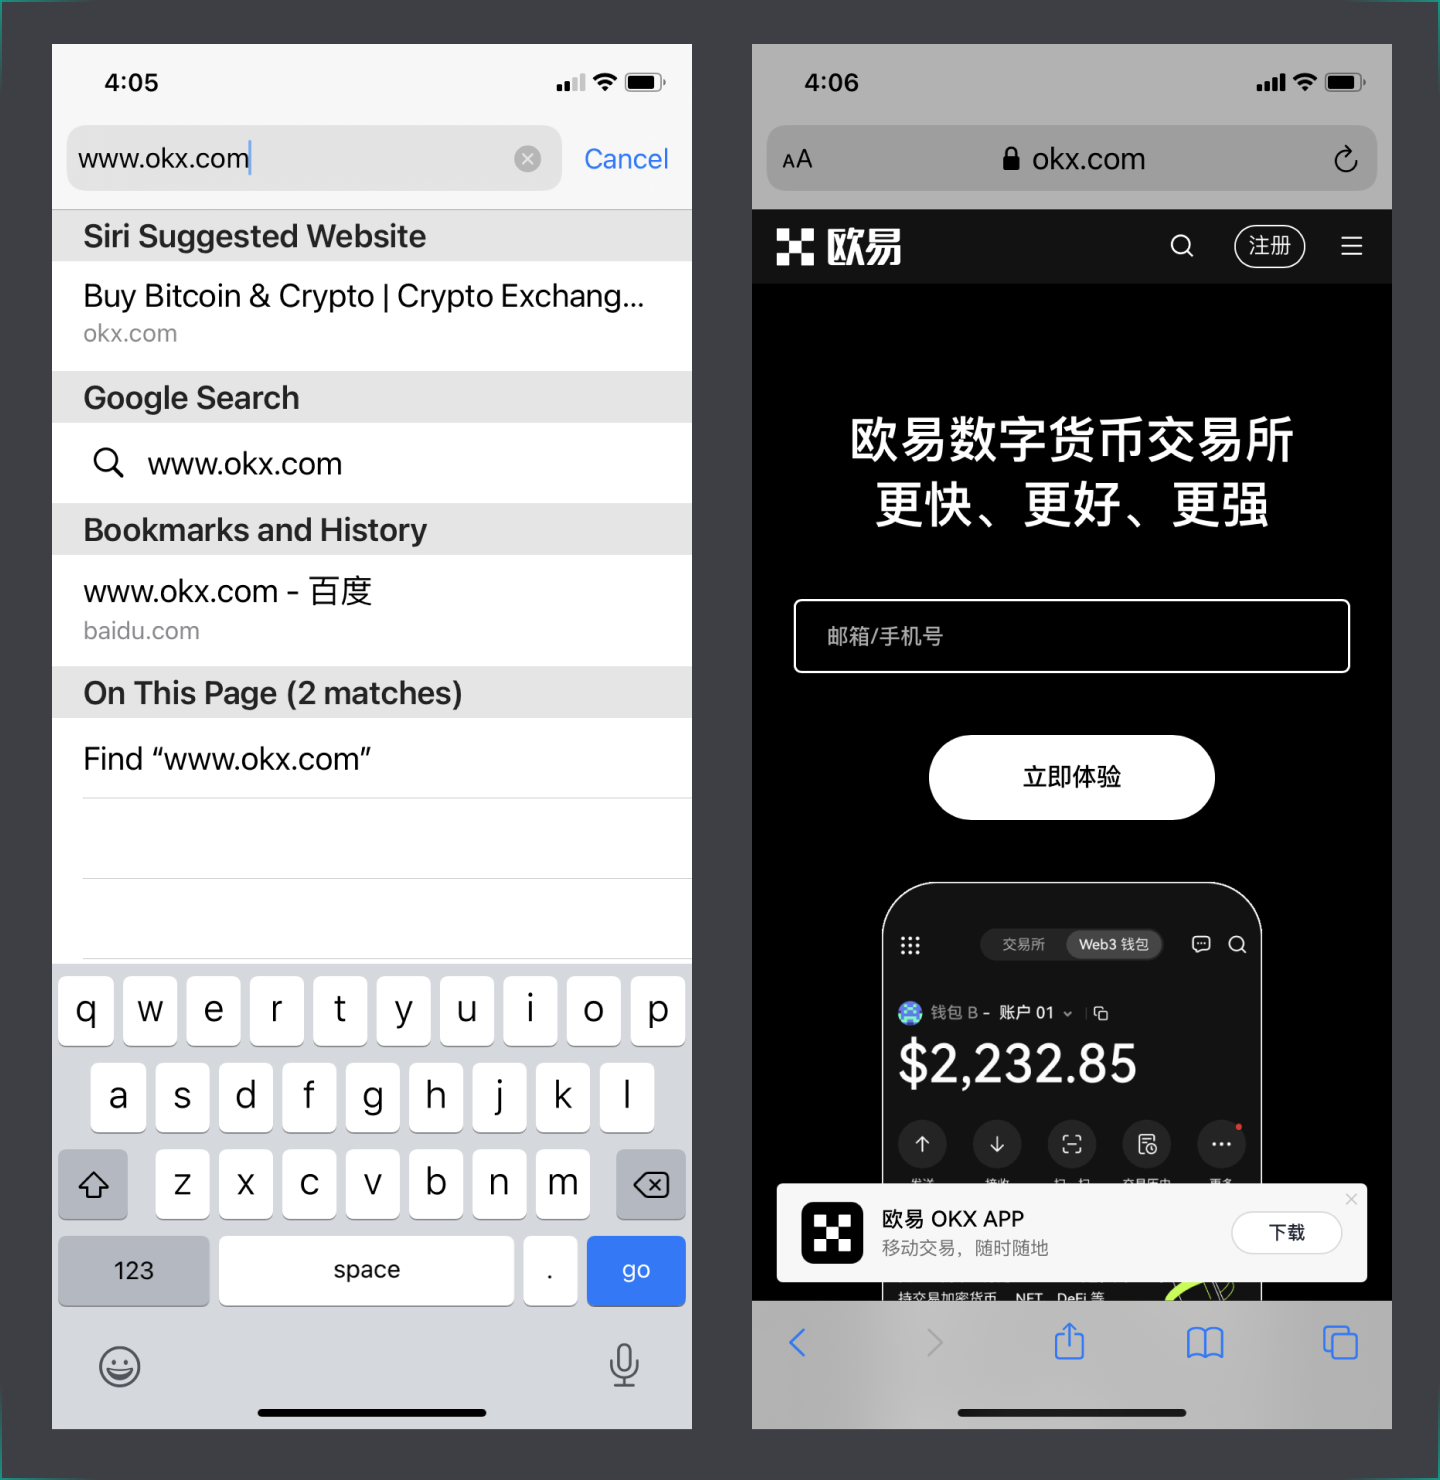 4:05
www.okx.com
Cancel
Siri Suggested Website
Buy Bitcoin & Crypto | Crypto Exchang...
okx.com
Google Search
www.okx.com
Bookmarks and History
www.okx.com - 百度
baidu.com
On This Page (2 matches)
Find “www.okx.com”
q w e r t y u i o p
a s d f g h j k l
z x c v b n m
123 space . go
4:06
AA okx.com
欧易
注册
欧易数字货币交易所
更快、更好、更强
邮箱/手机号
立即体验
交易所 Web3 钱包
钱包 B - 账户 01
$2,232.85
欧易 OKX APP
移动交易，随时随地
下载
持交易加密货币、NFT、DeFi 等